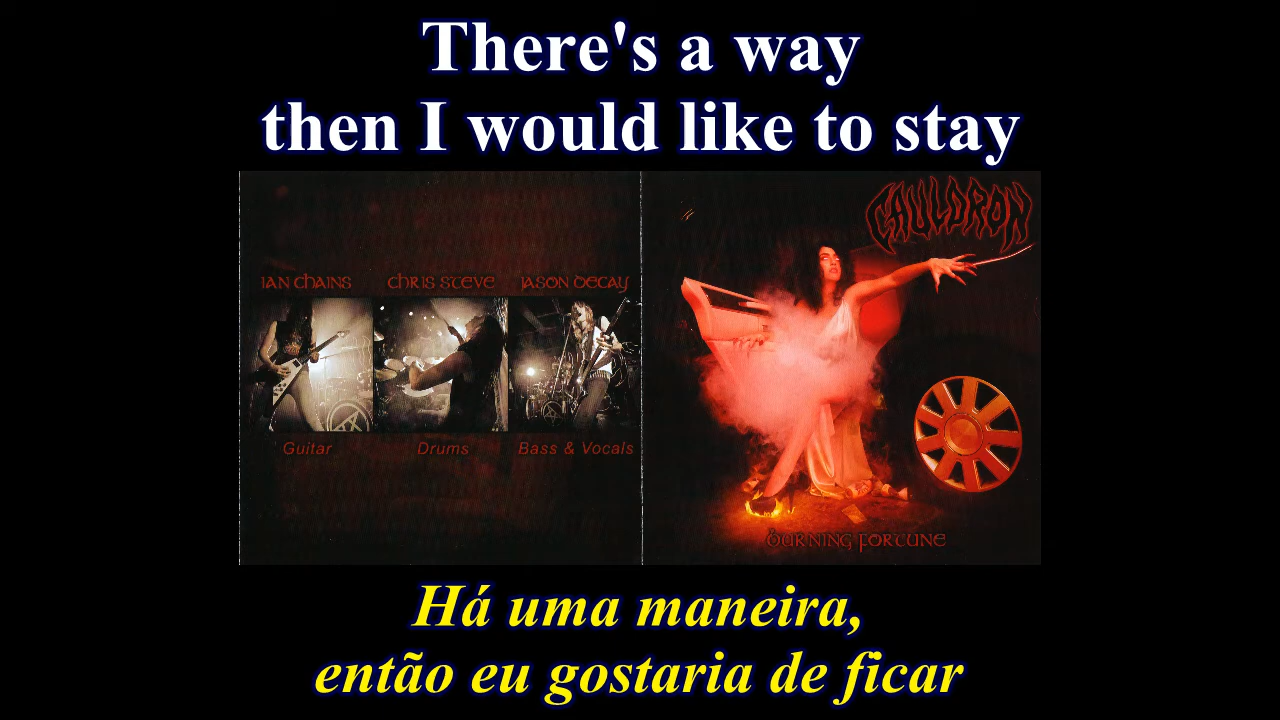 There's a way
then I would like to stay
CAULDRON
IAN CHAINS CHRIS STEVE JASON DECAY
Guitar Drums Bass & Vocals
BURNING FORTUNE
Há uma maneira,
então eu gostaria de ficar